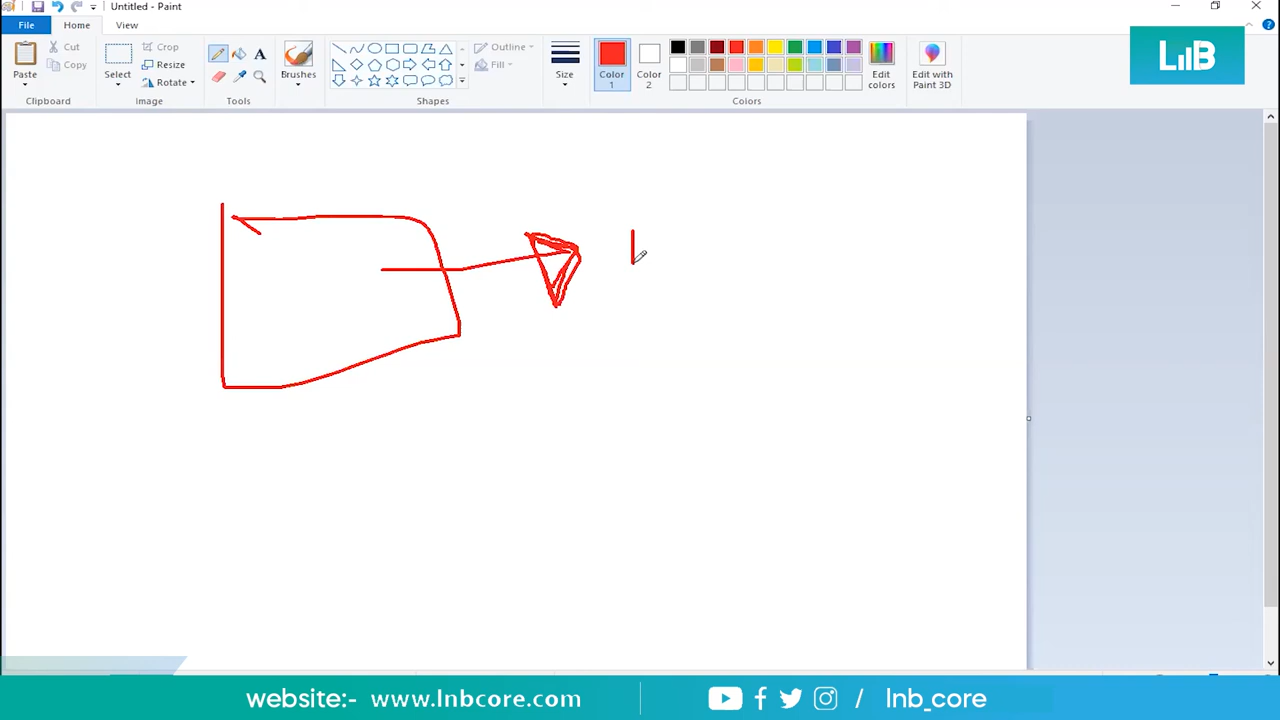 Untitled - Paint
File Home View
Paste
Cut
Copy
Clipboard
Select
Crop
Resize
Rotate
Image
A
Tools
Brushes
Outline
Fill
Shapes
Size
Color 1
Color 2
Edit colors
Colors
Edit with Paint 3D
LNB
website:- www.lnbcore.com
lnb_core